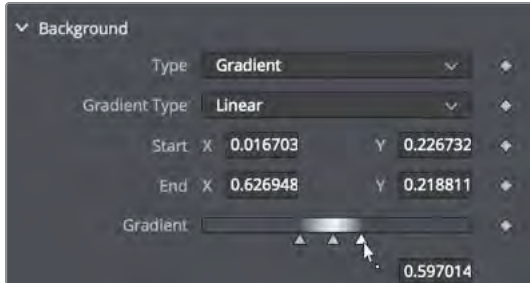 Background
Type Gradient
Gradient Type Linear
Start X 0.016703 Y 0.226732
End X 0.626948 Y 0.218811
Gradient
0.597014